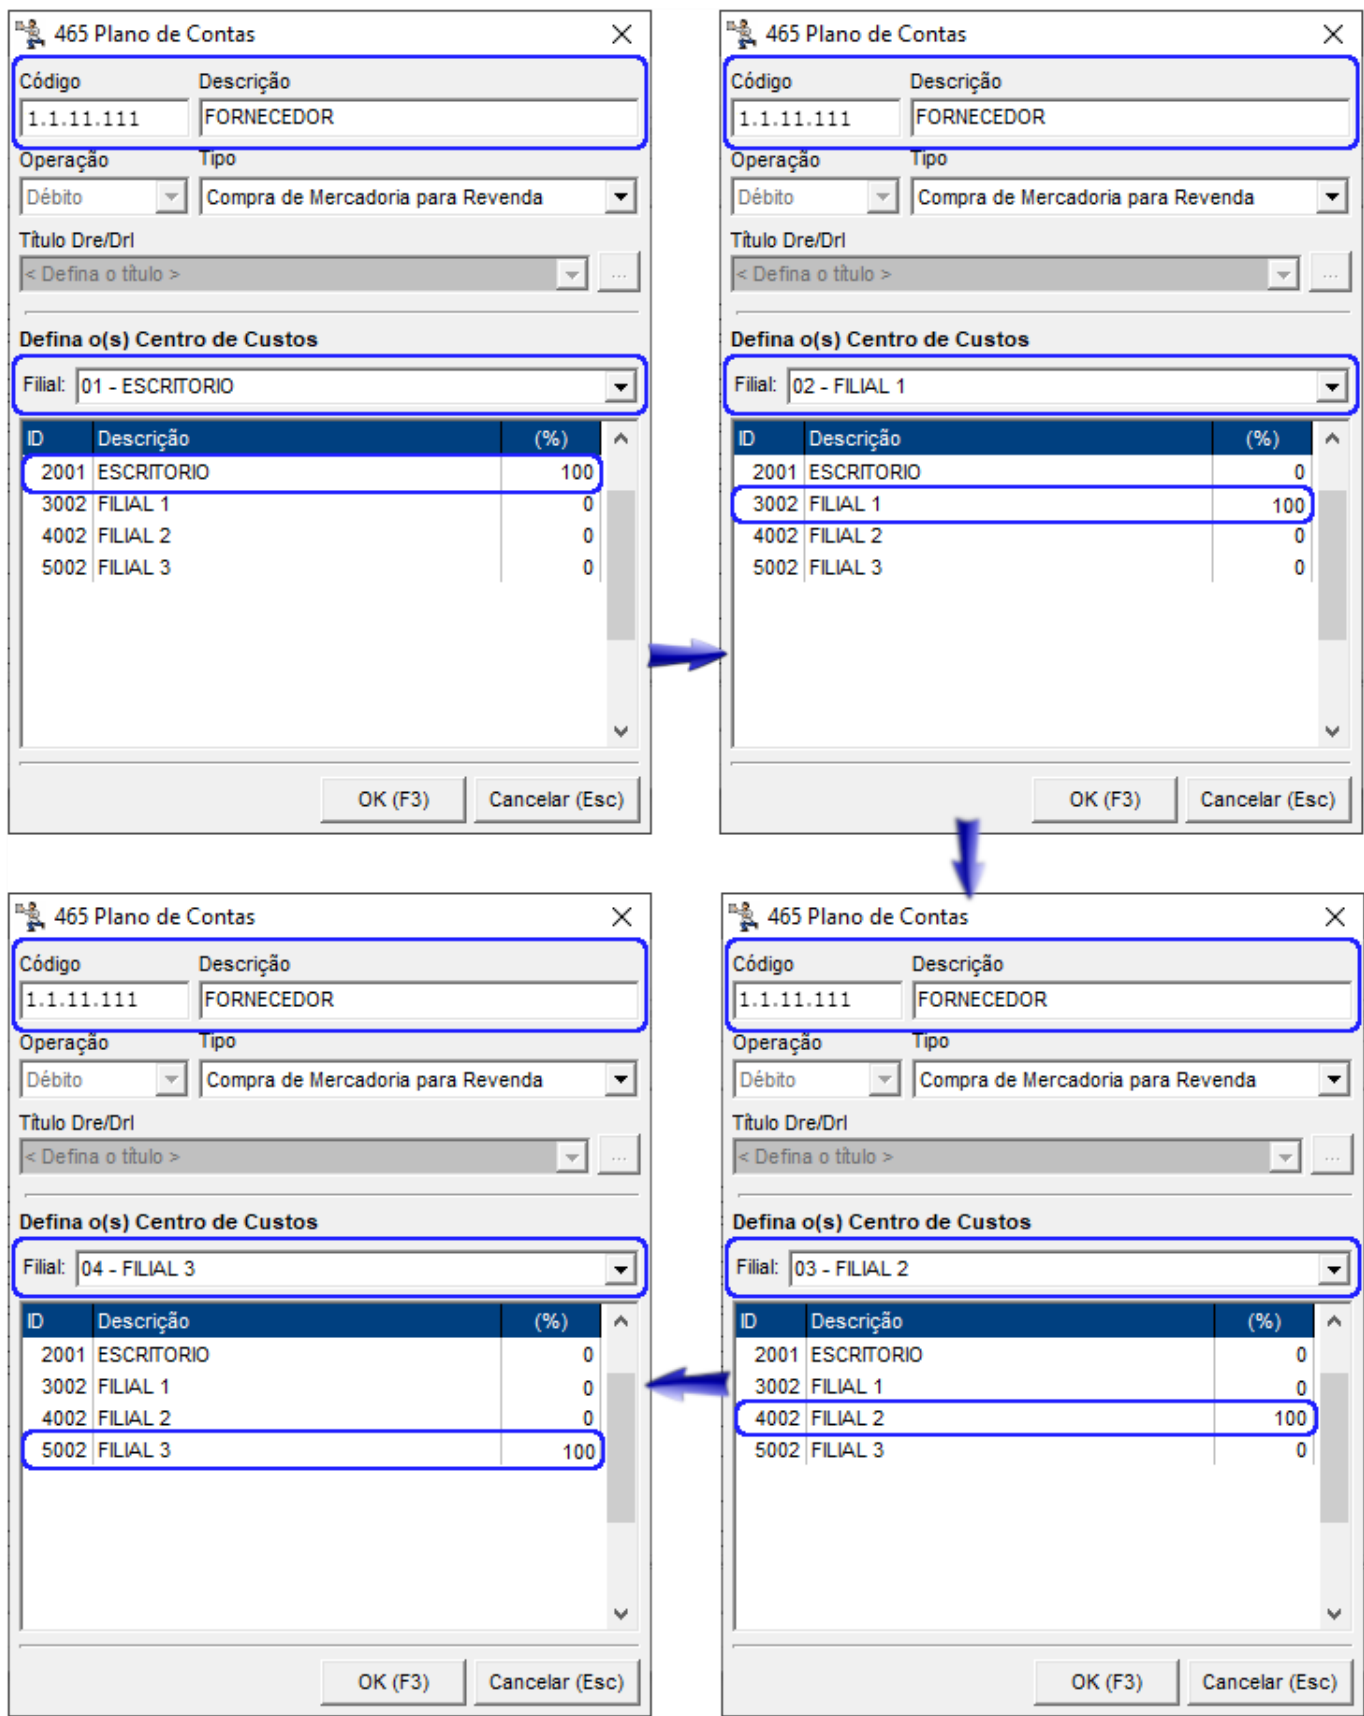 465 Plano de Contas
Código Descrição
1.1.11.111 FORNECEDOR
Operação Tipo
Débito Compra de Mercadoria para Revenda
Título Dre/Drl
< Defina o título > ...
Defina o(s) Centro de Custos
Filial: 01 - ESCRITORIO
ID Descrição (%)
2001 ESCRITORIO 100
3002 FILIAL 1 0
4002 FILIAL 2 0
5002 FILIAL 3 0
OK (F3) Cancelar (Esc)
465 Plano de Contas
Código Descrição
1.1.11.111 FORNECEDOR
Operação Tipo
Débito Compra de Mercadoria para Revenda
Título Dre/Drl
< Defina o título > ...
Defina o(s) Centro de Custos
Filial: 02 - FILIAL 1
ID Descrição (%)
2001 ESCRITORIO 0
3002 FILIAL 1 100
4002 FILIAL 2 0
5002 FILIAL 3 0
OK (F3) Cancelar (Esc)
465 Plano de Contas
Código Descrição
1.1.11.111 FORNECEDOR
Operação Tipo
Débito Compra de Mercadoria para Revenda
Título Dre/Drl
< Defina o título > ...
Defina o(s) Centro de Custos
Filial: 04 - FILIAL 3
ID Descrição (%)
2001 ESCRITORIO 0
3002 FILIAL 1 0
4002 FILIAL 2 0
5002 FILIAL 3 100
OK (F3) Cancelar (Esc)
465 Plano de Contas
Código Descrição
1.1.11.111 FORNECEDOR
Operação Tipo
Débito Compra de Mercadoria para Revenda
Título Dre/Drl
< Defina o título > ...
Defina o(s) Centro de Custos
Filial: 03 - FILIAL 2
ID Descrição (%)
2001 ESCRITORIO 0
3002 FILIAL 1 0
4002 FILIAL 2 100
5002 FILIAL 3 0
OK (F3) Cancelar (Esc)